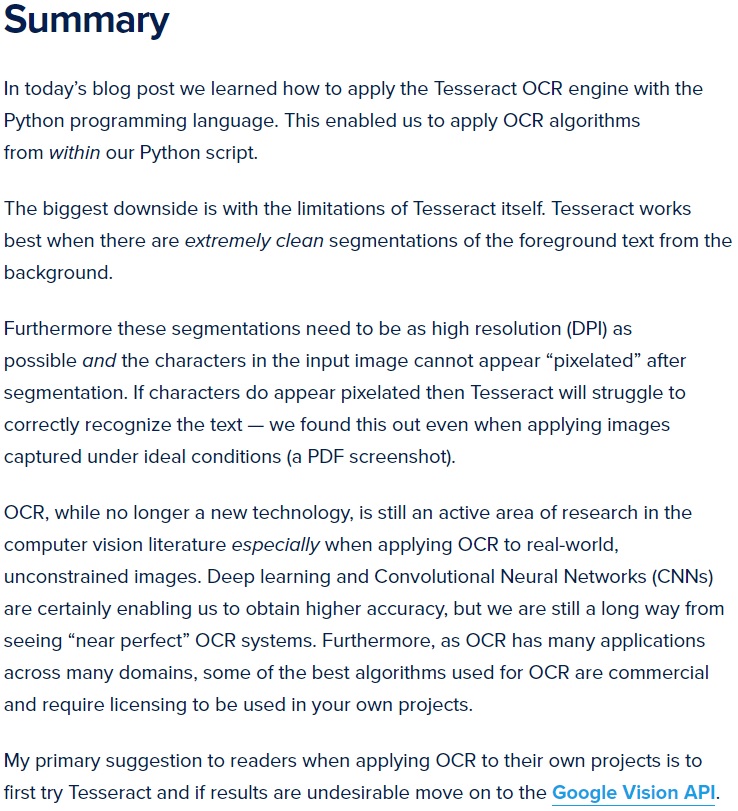 Summary
In today’s blog post we learned how to apply the Tesseract OCR engine with the
Python programming language. This enabled us to apply OCR algorithms
from within our Python script.
The biggest downside is with the limitations of Tesseract itself. Tesseract works
best when there are extremely clean segmentations of the foreground text from the
background.
Furthermore these segmentations need to be as high resolution (DPI) as
possible and the characters in the input image cannot appear “pixelated” after
segmentation. If characters do appear pixelated then Tesseract will struggle to
correctly recognize the text — we found this out even when applying images
captured under ideal conditions (a PDF screenshot).
OCR, while no longer a new technology, is still an active area of research in the
computer vision literature especially when applying OCR to real-world,
unconstrained images. Deep learning and Convolutional Neural Networks (CNNs)
are certainly enabling us to obtain higher accuracy, but we are still a long way from
seeing “near perfect” OCR systems. Furthermore, as OCR has many applications
across many domains, some of the best algorithms used for OCR are commercial
and require licensing to be used in your own projects.
My primary suggestion to readers when applying OCR to their own projects is to
first try Tesseract and if results are undesirable move on to the Google Vision API.